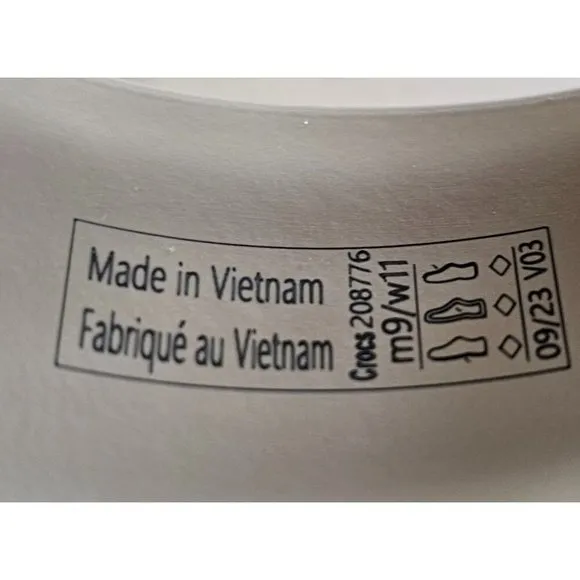 Made in Vietnam
Fabriqué au Vietnam
Crocs 208776
m9/w11
09/23 V03